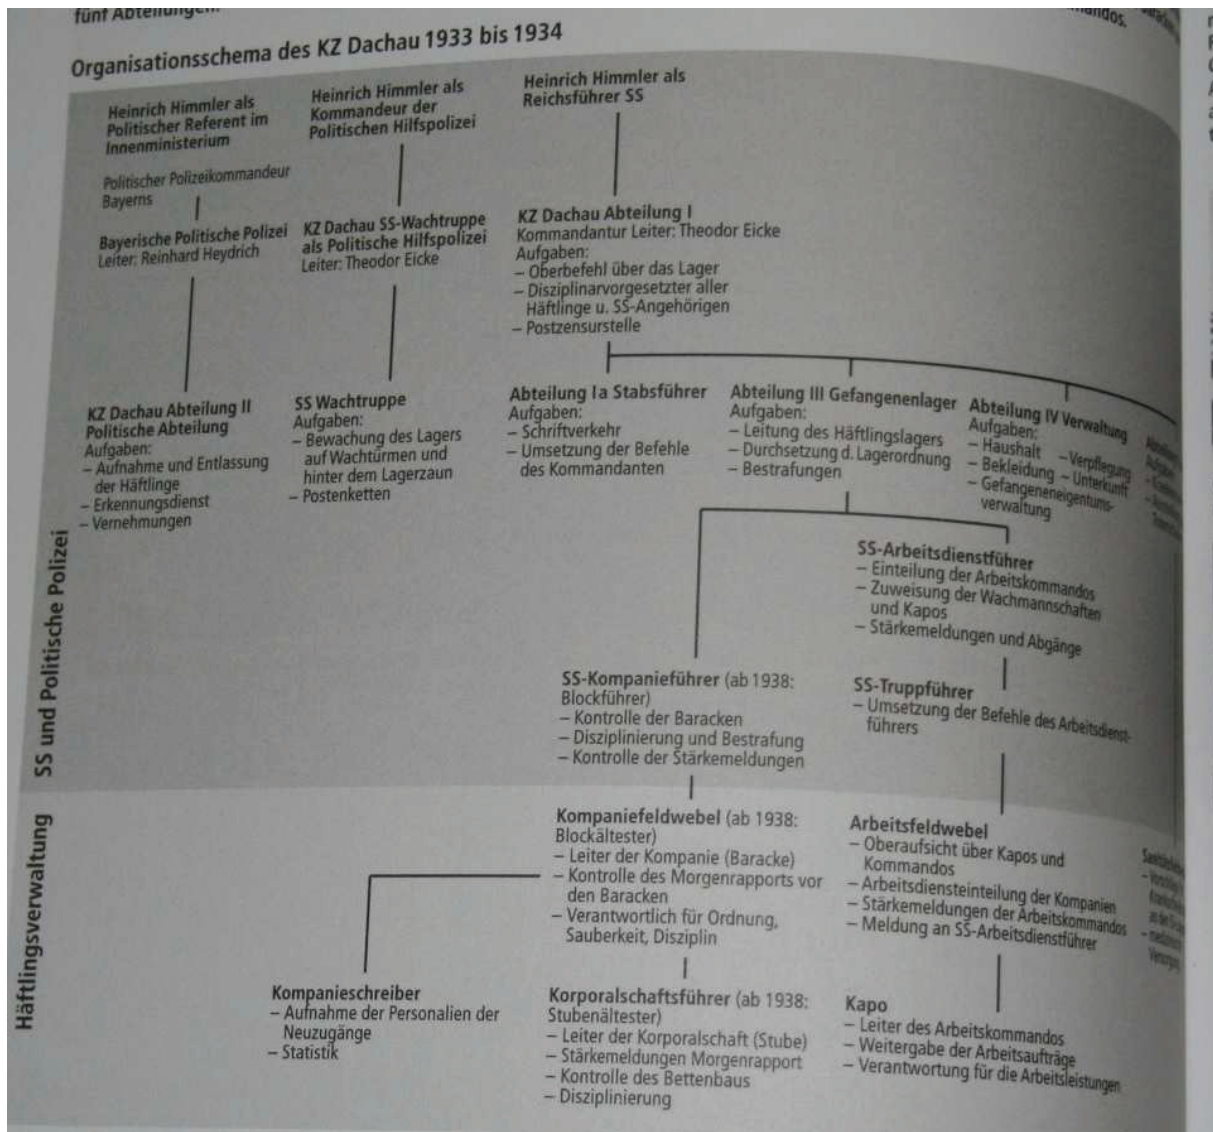 fünf Abteilungen.
Organisationsschema des KZ Dachau 1933 bis 1934
Heinrich Himmler als
Politischer Referent im
Innenministerium
Politischer Polizeikommandeur
Bayerns
Bayerische Politische Polizei
Leiter: Reinhard Heydrich
KZ Dachau Abteilung II
Politische Abteilung
Aufgaben:
– Aufnahme und Entlassung
der Häftlinge
– Erkennungsdienst
– Vernehmungen
Heinrich Himmler als
Kommandeur der
Politischen Hilfspolizei
KZ Dachau SS-Wachtruppe
als Politische Hilfspolizei
Leiter: Theodor Eicke
SS Wachtruppe
Aufgaben:
– Bewachung des Lagers
auf Wachtürmen und
hinter dem Lagerzaun
– Postenketten
Heinrich Himmler als
Reichsführer SS
KZ Dachau Abteilung I
Kommandantur Leiter: Theodor Eicke
Aufgaben:
– Oberbefehl über das Lager
– Disziplinarvorgesetzter aller
Häftlinge u. SS-Angehörigen
– Postzensurstelle
Abteilung Ia Stabsführer
Aufgaben:
– Schriftverkehr
– Umsetzung der Befehle
des Kommandanten
Abteilung III Gefangenenlager
Aufgaben:
– Leitung des Häftlingslagers
– Durchsetzung d. Lagerordnung
– Bestrafungen
Abteilung IV Verwaltung
Aufgaben:
– Haushalt – Verpflegung
– Bekleidung – Unterkunft
– Gefangeneneigentums-
verwaltung
Aufgaben:
SS-Arbeitsdienstführer
– Einteilung der Arbeitskommandos
– Zuweisung der Wachmannschaften
und Kapos
– Stärkemeldungen und Abgänge
SS-Kompanieführer (ab 1938:
Blockführer)
– Kontrolle der Baracken
– Disziplinierung und Bestrafung
– Kontrolle der Stärkemeldungen
SS-Truppführer
– Umsetzung der Befehle des Arbeitsdienst-
führers
SS und Politische Polizei
Häftlingsverwaltung
Kompaniefeldwebel (ab 1938:
Blockältester)
– Leiter der Kompanie (Baracke)
– Kontrolle des Morgenrapports vor
den Baracken
– Verantwortlich für Ordnung,
Sauberkeit, Disziplin
Arbeitsfeldwebel
– Oberaufsicht über Kapos und
Kommandos
– Arbeitsdiensteinteilung der Kompanien
– Stärkemeldungen der Arbeitskommandos
– Meldung an SS-Arbeitsdienstführer
Kompanieschreiber
– Aufnahme der Personalien der
Neuzugänge
– Statistik
Korporalschaftsführer (ab 1938:
Stubenältester)
– Leiter der Korporalschaft (Stube)
– Stärkemeldungen Morgenrapport
– Kontrolle des Bettenbaus
– Disziplinierung
Kapo
– Leiter des Arbeitskommandos
– Weitergabe der Arbeitsaufträge
– Verantwortung für die Arbeitsleistungen